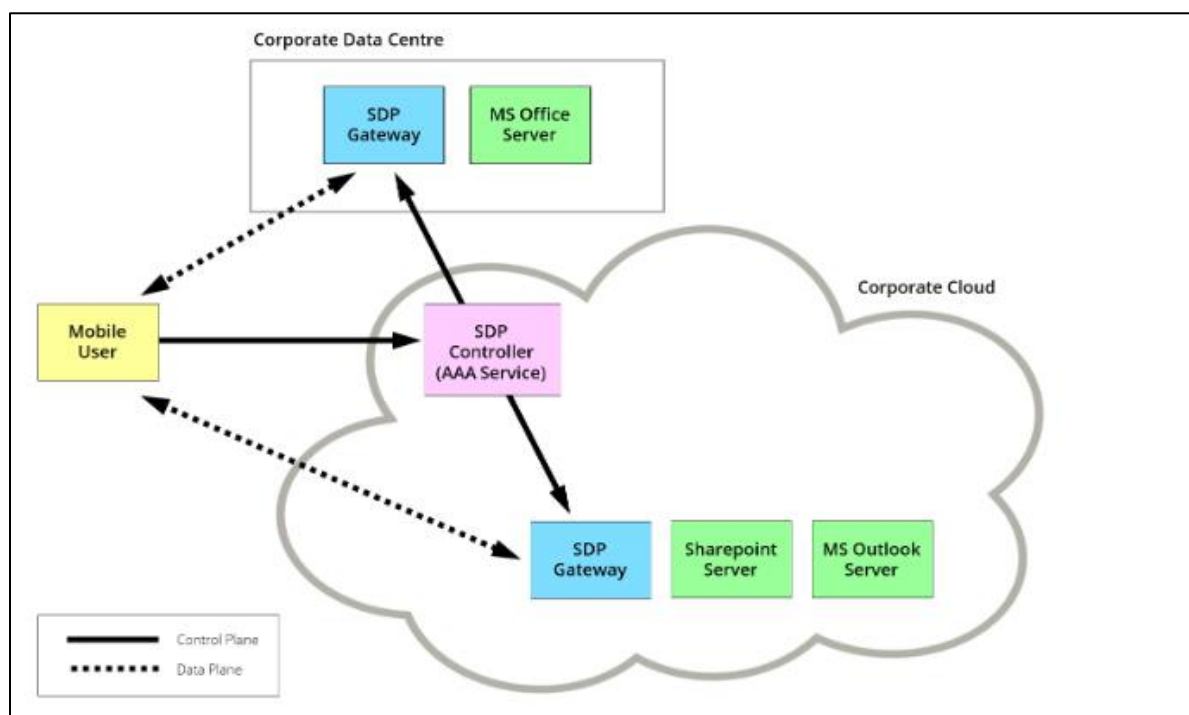 Corporate Data Centre
SDP
Gateway
MS Office
Server
Corporate Cloud
Mobile
User
SDP
Controller
(AAA Service)
SDP
Gateway
Sharepoint
Server
MS Outlook
Server
Control Plane
Data Plane